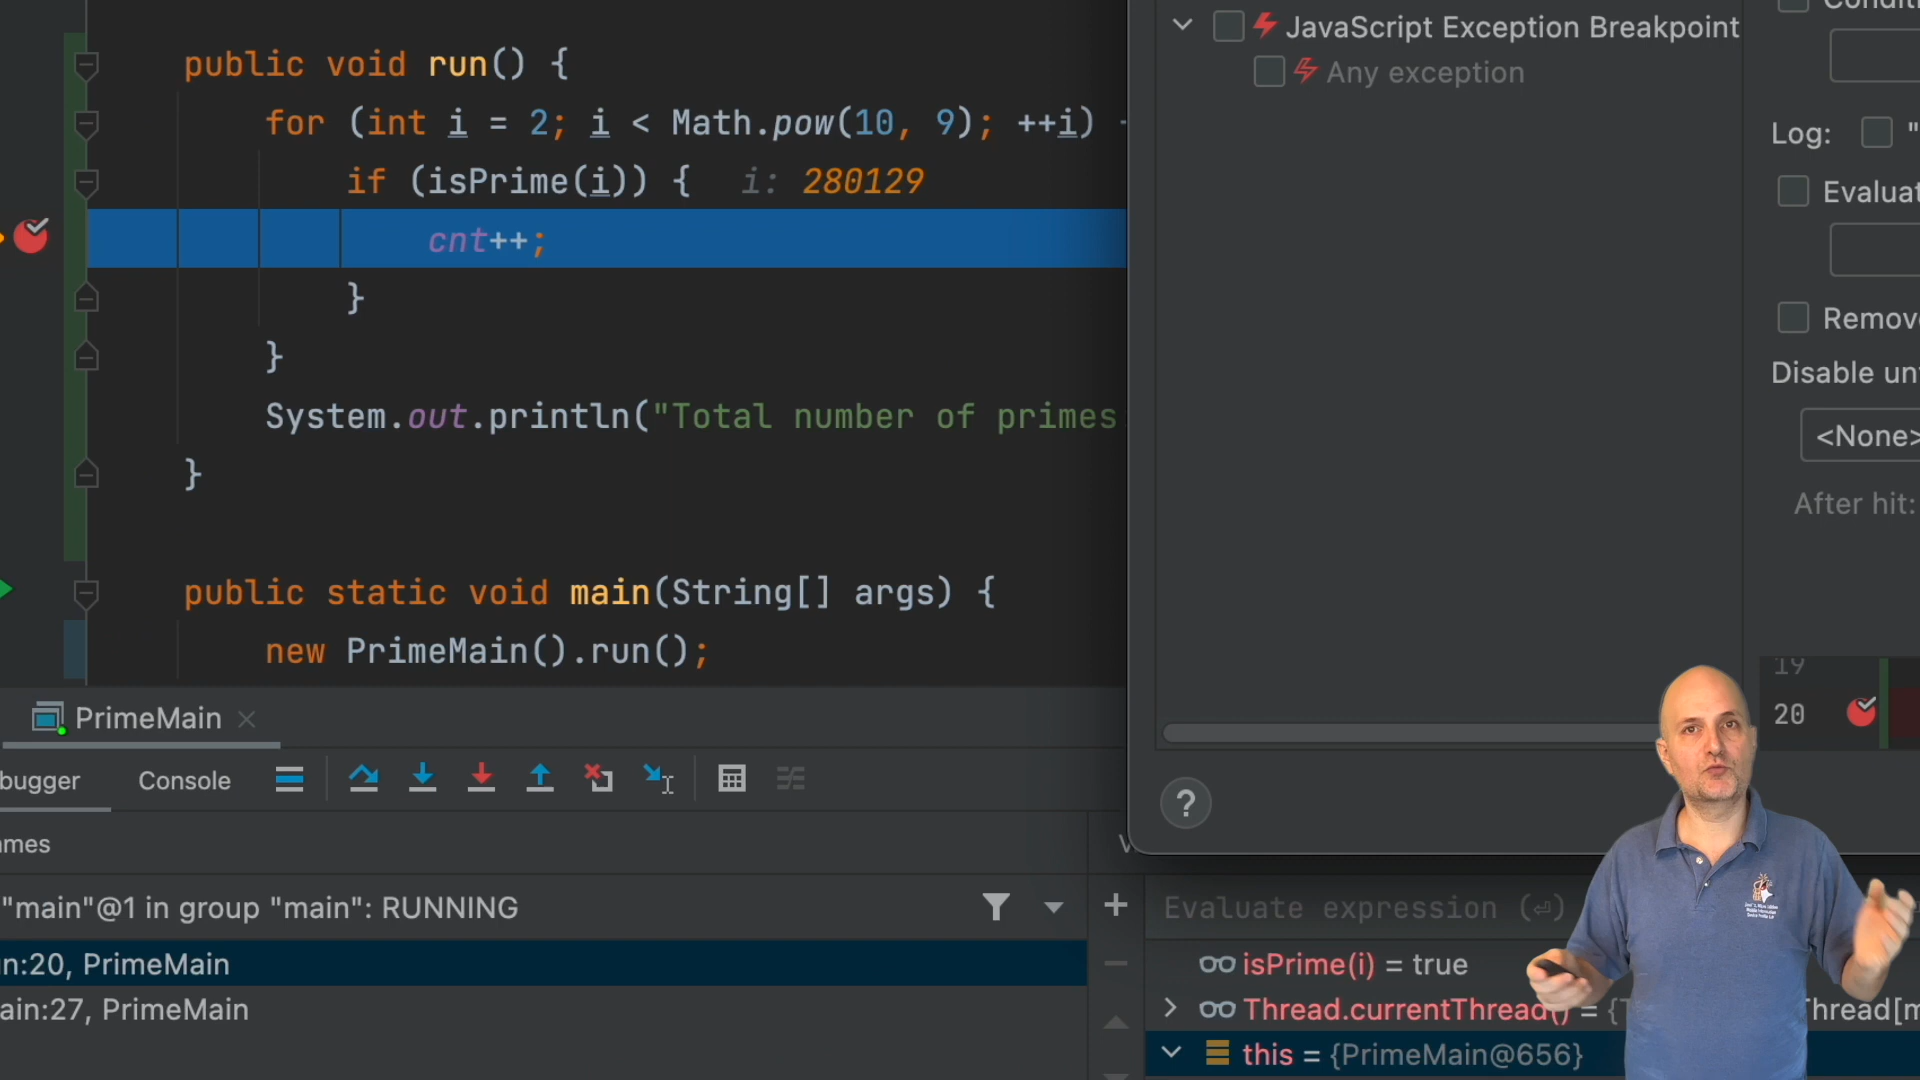 public void run() {
for (int i = 2; i < Math.pow(10, 9); ++i)
if (isPrime(i)) { i: 280129
cnt++;
}
}
System.out.println("Total number of primes
}
public static void main(String[] args) {
new PrimeMain().run();
JavaScript Exception Breakpoint
Any exception
Log: "
Evaluat
Remov
Disable un
<None>
After hit:
19
20
?
PrimeMain
bugger Console
mes
"main"@1 in group "main": RUNNING
n:20, PrimeMain
ain:27, PrimeMain
Evaluate expression (⏎)
isPrime(i) = true
Thread.currentThread() = {T hread[m
this = {PrimeMain@656}